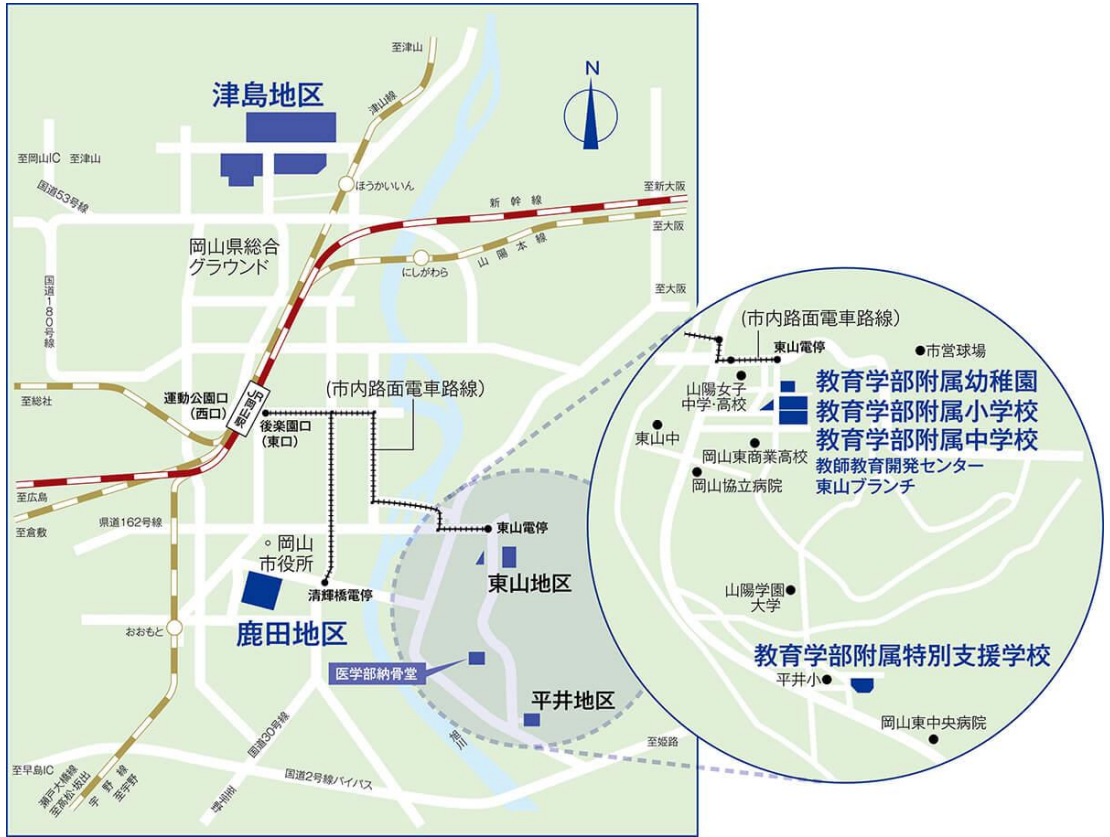 至津山
津山線
N
津島地区
至岡山IC
至津山
国道53号線
ほうかいいん
新幹線
至新大阪
至大阪
山陽本線
にしがわら
岡山県総合
グラウンド
国道180号線
至大阪
至総社
運動公園口
(西口)
JR岡山駅
後楽園口
(東口)
(市内路面電車路線)
至広島
至倉敷
県道162号線
岡山
市役所
清輝橋電停
鹿田地区
東山電停
東山地区
医学部納骨堂
平井地区
おおもと
旭川
至姫路
国道30号線
国道2号線バイパス
至早島IC
瀬戸大橋線
至高松・坂出
宇野線
至宇野
至玉野
(市内路面電車路線)
東山電停
市営球場
山陽女子
中学・高校
教育学部附属幼稚園
教育学部附属小学校
教育学部附属中学校
教師教育開発センター
東山ブランチ
東山中
岡山東商業高校
岡山協立病院
山陽学園
大学
教育学部附属特別支援学校
平井小
岡山東中央病院